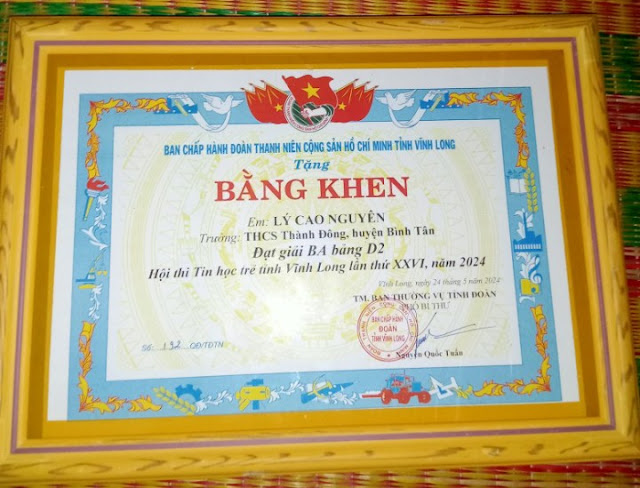 BAN CHẤP HÀNH ĐOÀN THANH NIÊN CỘNG SẢN HỒ CHÍ MINH TỈNH VĨNH LONG
Tặng
BẰNG KHEN
Em: LÝ CAO NGUYÊN
Trường: THCS Thành Đông, huyện Bình Tân
Đạt giải BA bảng D2
Hội thi Tin học trẻ tỉnh Vĩnh Long lần thứ XXVI, năm 2024
Vĩnh Long, ngày 24 tháng 5 năm 2024
TM. BAN THƯỜNG VỤ TỈNH ĐOÀN
PHÓ BÍ THƯ
BAN CHẤP HÀNH
ĐOÀN
TỈNH VĨNH LONG
Số: 192 QĐ/TĐTN
Nguyễn Quốc Tuấn